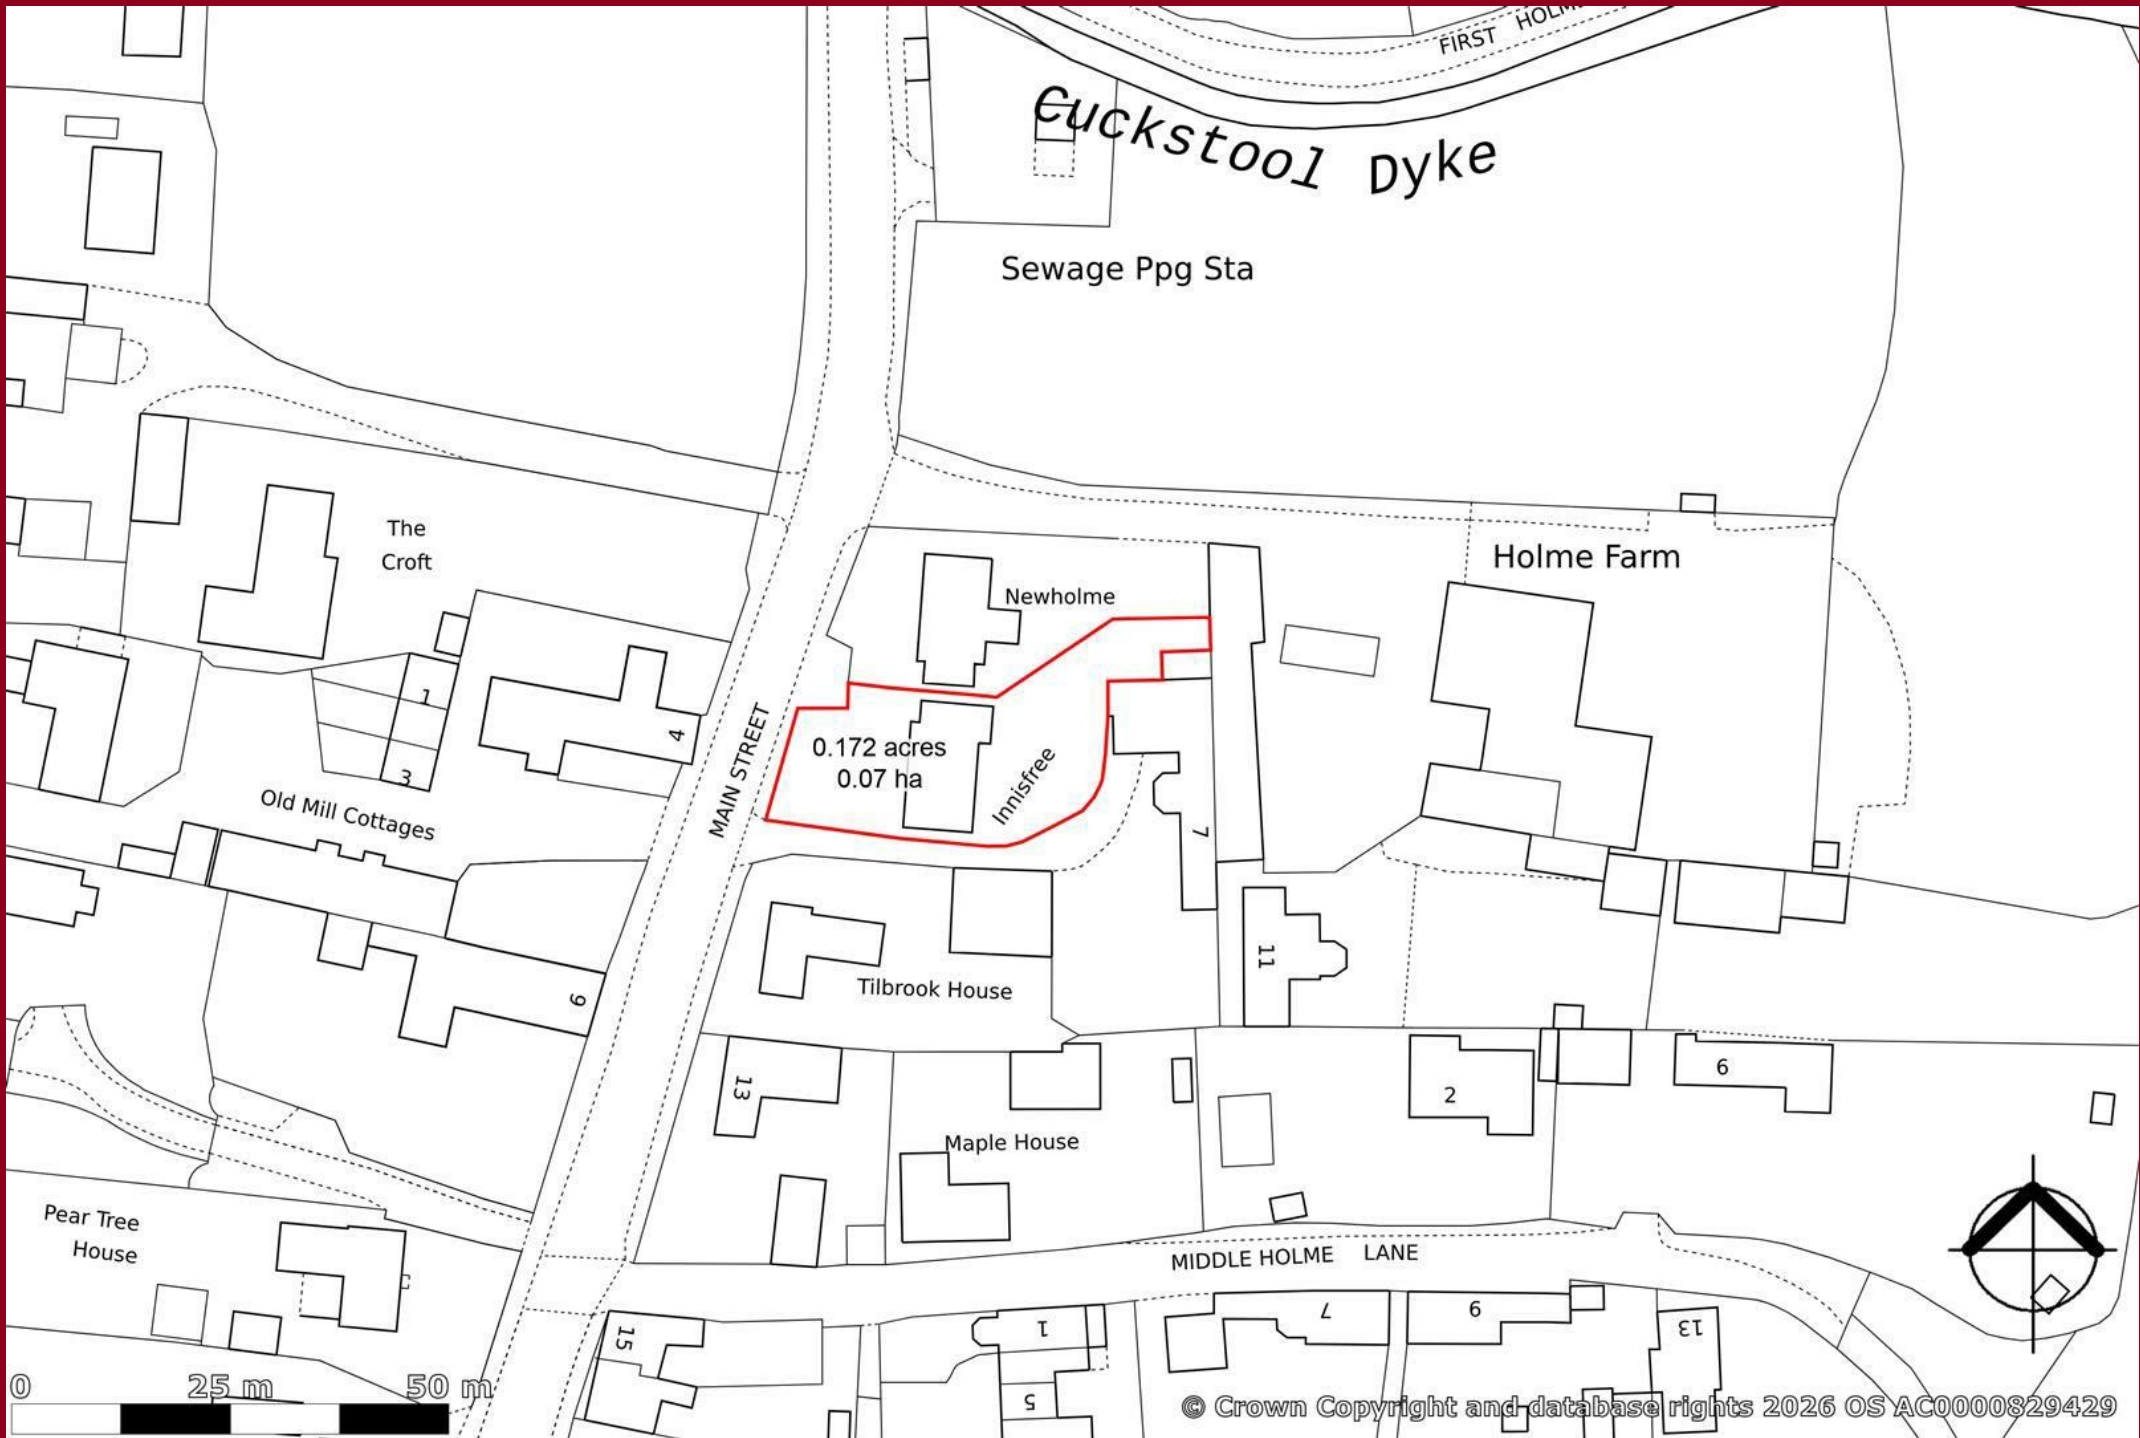 FIRST HOLM
Cuckstool Dyke
Sewage Ppg Sta
The
Croft
Newholme
Holme Farm
1
3
4
MAIN STREET
0.172 acres
0.07 ha
Innisfree
7
Old Mill Cottages
11
9
Tilbrook House
13
2
6
Maple House
Pear Tree
House
MIDDLE HOLME LANE
15
1
7
9
13
5
0 25 m 50 m
© Crown Copyright and database rights 2026 OS AC0000829429